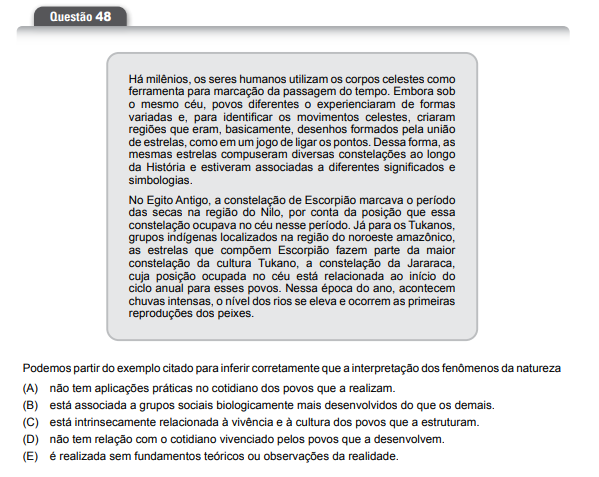 Questão 48
Há milênios, os seres humanos utilizam os corpos celestes como
ferramenta para marcação da passagem do tempo. Embora sob
o mesmo céu, povos diferentes o experienciaram de formas
variadas e, para identificar os movimentos celestes, criaram
regiões que eram, basicamente, desenhos formados pela união
de estrelas, como em um jogo de ligar os pontos. Dessa forma, as
mesmas estrelas compuseram diversas constelações ao longo
da História e estiveram associadas a diferentes significados e
simbologias.
No Egito Antigo, a constelação de Escorpião marcava o período
das secas na região do Nilo, por conta da posição que essa
constelação ocupava no céu nesse período. Já para os Tukanos,
grupos indígenas localizados na região do noroeste amazônico,
as estrelas que compõem Escorpião fazem parte da maior
constelação da cultura Tukano, a constelação da Jararaca,
cuja posição ocupada no céu está relacionada ao início do
ciclo anual para esses povos. Nessa época do ano, acontecem
chuvas intensas, o nível dos rios se eleva e ocorrem as primeiras
reproduções dos peixes.
Podemos partir do exemplo citado para inferir corretamente que a interpretação dos fenômenos da natureza
(A) não tem aplicações práticas no cotidiano dos povos que a realizam.
(B) está associada a grupos sociais biologicamente mais desenvolvidos do que os demais.
(C) está intrinsecamente relacionada à vivência e à cultura dos povos que a estruturam.
(D) não tem relação com o cotidiano vivenciado pelos povos que a desenvolvem.
(E) é realizada sem fundamentos teóricos ou observações da realidade.